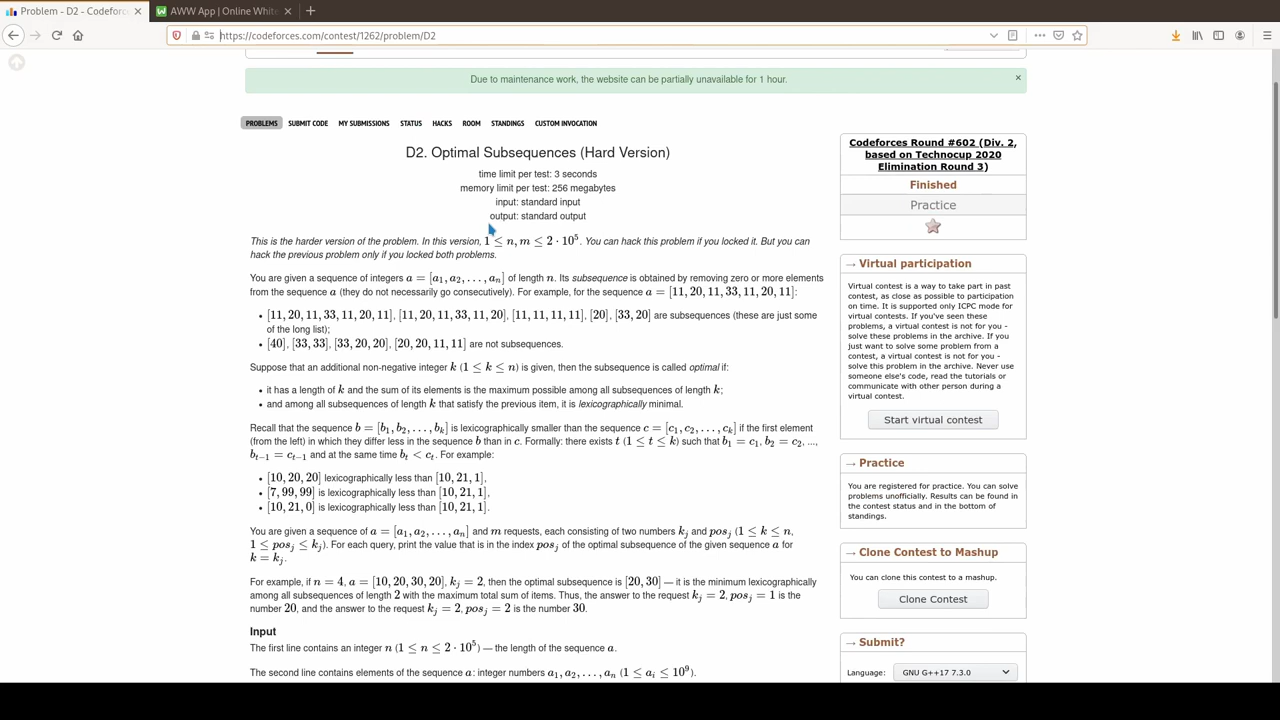 Problem - D2 - Codeforc
AWW App | Online White
https://codeforces.com/contest/1262/problem/D2
Due to maintenance work, the website can be partially unavailable for 1 hour.
PROBLEMS SUBMIT CODE MY SUBMISSIONS STATUS HACKS ROOM STANDINGS CUSTOM INVOCATION
D2. Optimal Subsequences (Hard Version)
time limit per test: 3 seconds
memory limit per test: 256 megabytes
input: standard input
output: standard output
This is the harder version of the problem. In this version, 1 ≤ n, m ≤ 2 · 10⁵. You can hack this problem if you locked it. But you can
hack the previous problem only if you locked both problems.
You are given a sequence of integers a = [a₁, a₂, . . . , aₙ] of length n. Its subsequence is obtained by removing zero or more elements
from the sequence a (they do not necessarily go consecutively). For example, for the sequence a = [11, 20, 11, 33, 11, 20, 11]:
• [11, 20, 11, 33, 11, 20, 11], [11, 20, 11, 33, 11, 20], [11, 11, 11, 11], [20], [33, 20] are subsequences (these are just some
of the long list);
• [40], [33, 33], [33, 20, 20], [20, 20, 11, 11] are not subsequences.
Suppose that an additional non-negative integer k (1 ≤ k ≤ n) is given, then the subsequence is called optimal if:
• it has a length of k and the sum of its elements is the maximum possible among all subsequences of length k;
• and among all subsequences of length k that satisfy the previous item, it is lexicographically minimal.
Recall that the sequence b = [b₁, b₂, . . . , bₖ] is lexicographically smaller than the sequence c = [c₁, c₂, . . . , cₖ] if the first element
(from the left) in which they differ less in the sequence b than in c. Formally: there exists t (1 ≤ t ≤ k) such that b₁ = c₁, b₂ = c₂, ...,
bₜ₋₁ = cₜ₋₁ and at the same time bₜ < cₜ. For example:
• [10, 20, 20] lexicographically less than [10, 21, 1],
• [7, 99, 99] is lexicographically less than [10, 21, 1],
• [10, 21, 0] is lexicographically less than [10, 21, 1].
You are given a sequence of a = [a₁, a₂, . . . , aₙ] and m requests, each consisting of two numbers kⱼ and posⱼ (1 ≤ k ≤ n,
1 ≤ posⱼ ≤ kⱼ). For each query, print the value that is in the index posⱼ of the optimal subsequence of the given sequence a for
k = kⱼ.
For example, if n = 4, a = [10, 20, 30, 20], kⱼ = 2, then the optimal subsequence is [20, 30] — it is the minimum lexicographically
among all subsequences of length 2 with the maximum total sum of items. Thus, the answer to the request kⱼ = 2, posⱼ = 1 is the
number 20, and the answer to the request kⱼ = 2, posⱼ = 2 is the number 30.
Input
The first line contains an integer n (1 ≤ n ≤ 2 · 10⁵) — the length of the sequence a.
The second line contains elements of the sequence a: integer numbers a₁, a₂, . . . , aₙ (1 ≤ aᵢ ≤ 10⁹).
Codeforces Round #602 (Div. 2,
based on Technocup 2020
Elimination Round 3)
Finished
Practice
→ Virtual participation
Virtual contest is a way to take part in past
contest, as close as possible to participation
on time. It is supported only ICPC mode for
virtual contests. If you've seen these
problems, a virtual contest is not for you -
solve these problems in the archive. If you
just want to solve some problem from a
contest, a virtual contest is not for you -
solve this problem in the archive. Never use
someone else's code, read the tutorials or
communicate with other person during a
virtual contest.
Start virtual contest
→ Practice
You are registered for practice. You can solve
problems unofficially. Results can be found in
the contest status and in the bottom of
standings.
→ Clone Contest to Mashup
You can clone this contest to a mashup.
Clone Contest
→ Submit?
Language: GNU G++17 7.3.0